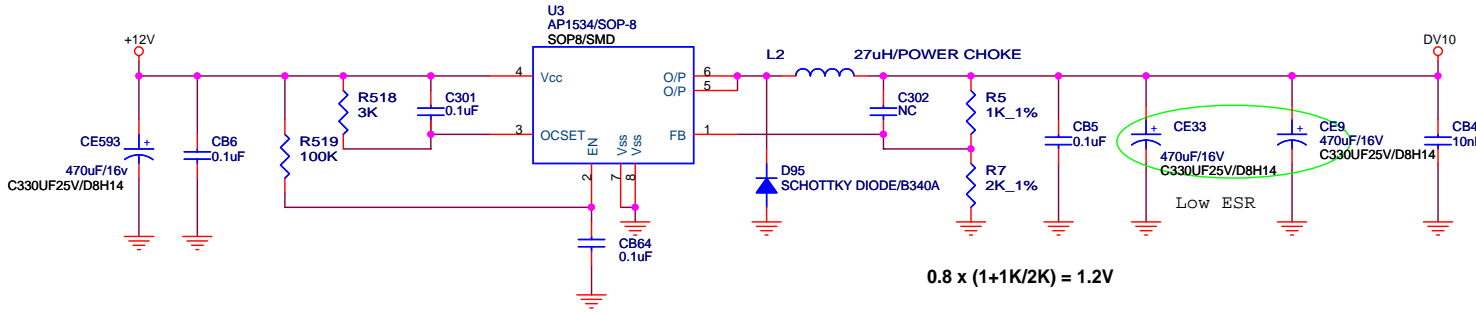 U3
AP1534/SOP-8
SOP8/SMD
+12V
DV10
L2
27uH/POWER CHOKE
4
Vcc
O/P
6
O/P
5
R518
3K
C301
0.1uF
3
OCSET
FB
1
C302
NC
R5
1K_1%
CE593
+
470uF/16v
C330UF25V/D8H14
CB6
0.1uF
R519
100K
EN
Vss
Vss
2
7
8
D95
SCHOTTKY DIODE/B340A
R7
2K_1%
CB5
0.1uF
+
CE33
470uF/16V
C330UF25V/D8H14
+
CE9
470uF/16V
C330UF25V/D8H14
CB4
Low ESR
CB64
0.1uF
0.8 x (1+1K/2K) = 1.2V